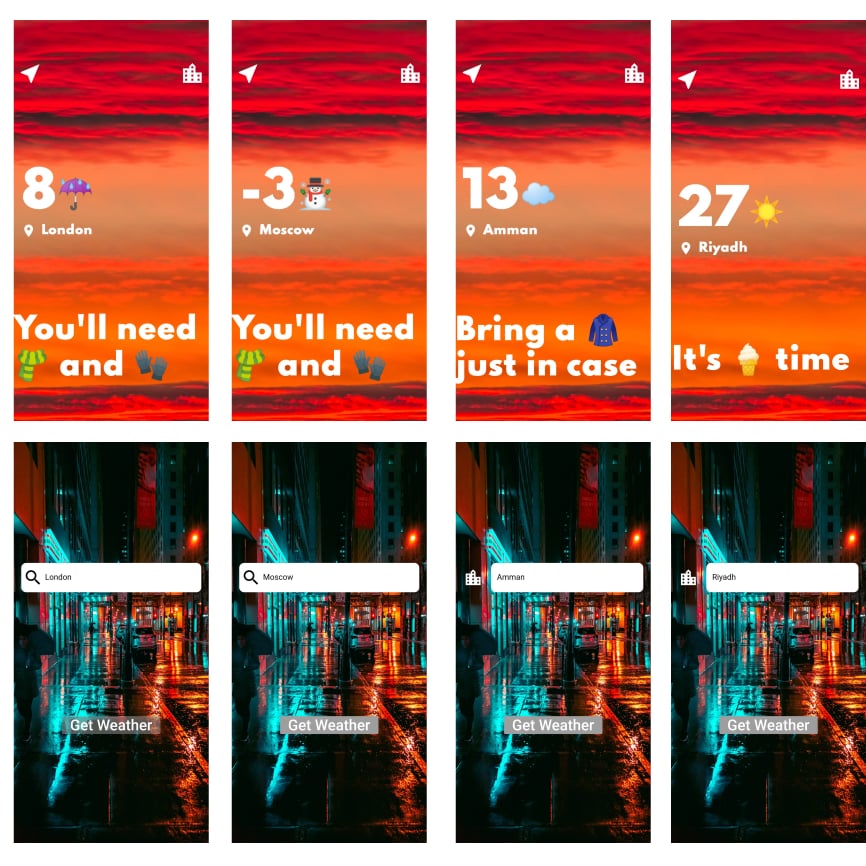 8☔
London
You'll need
🧣 and 🧤
-3☃️
Moscow
You'll need
🧣 and 🧤
13☁️
Amman
Bring a 🧥
just in case
27☀️
Riyadh
It's 🍦 time
London
Get Weather
Moscow
Get Weather
Amman
Get Weather
Riyadh
Get Weather